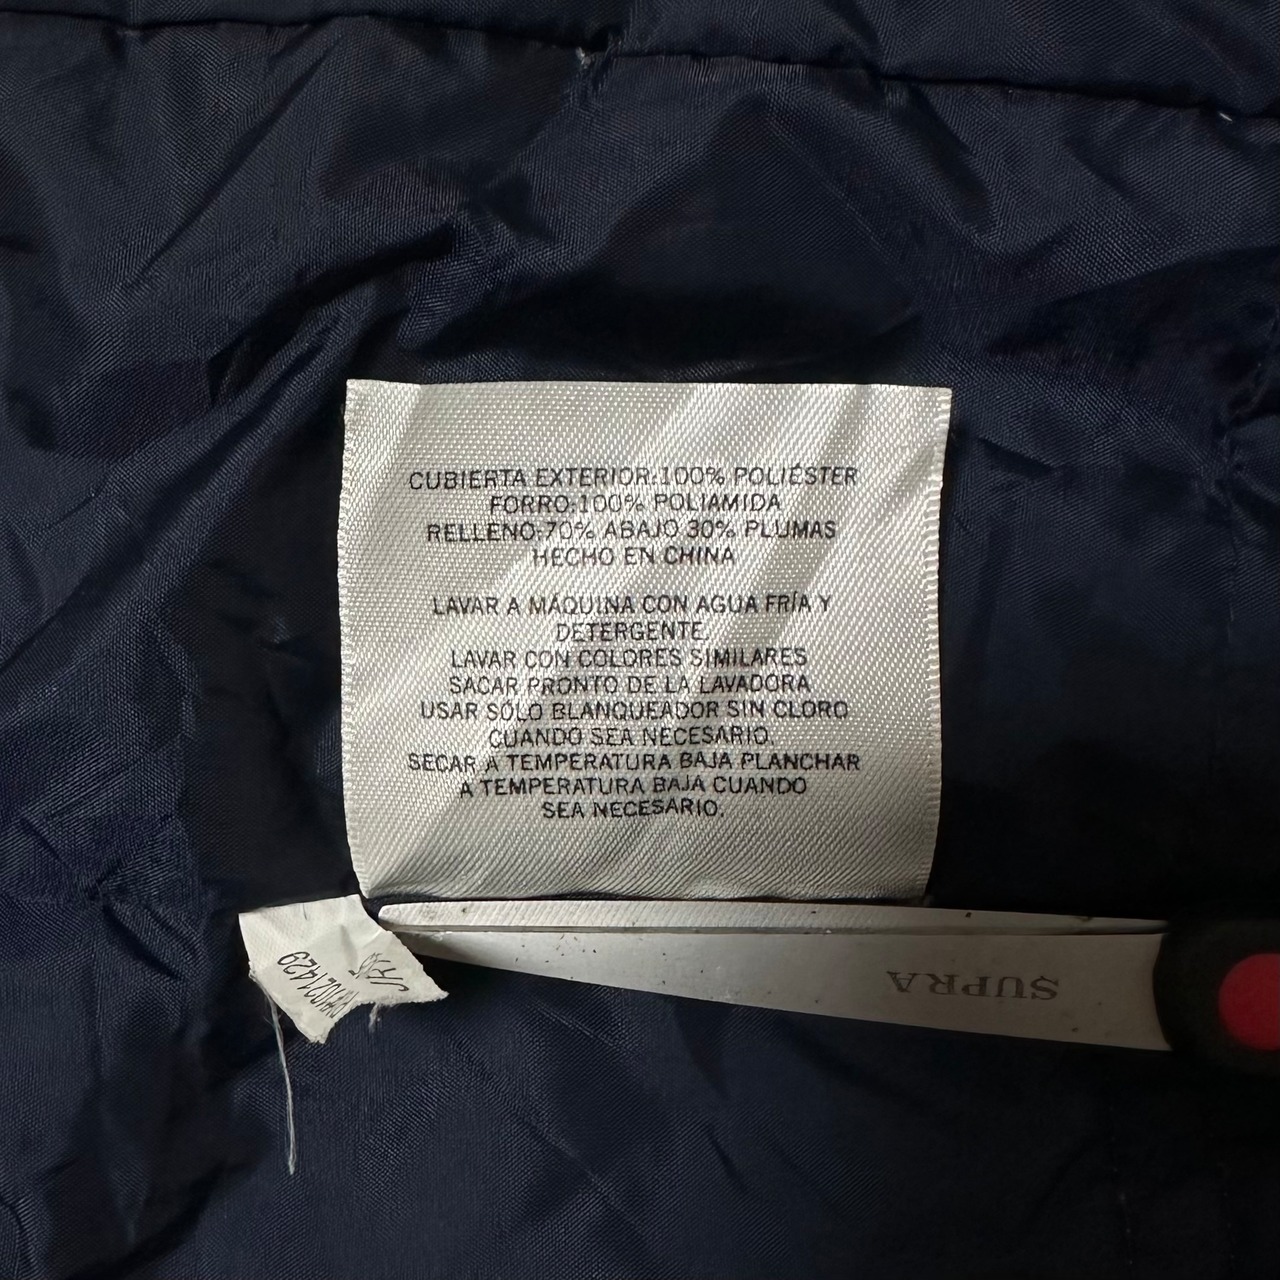 CUBIERTA EXTERIOR:100% POLIÉSTER
FORRO:100% POLIAMIDA
RELLENO:70% ABAJO 30% PLUMAS
HECHO EN CHINA
LAVAR A MÁQUINA CON AGUA FRÍA Y
DETERGENTE.
LAVAR CON COLORES SIMILARES
SACAR PRONTO DE LA LAVADORA
USAR SÓLO BLANQUEADOR SIN CLORO
CUANDO SEA NECESARIO.
SECAR A TEMPERATURA BAJA PLANCHAR
A TEMPERATURA BAJA CUANDO
SEA NECESARIO.
SUPRA